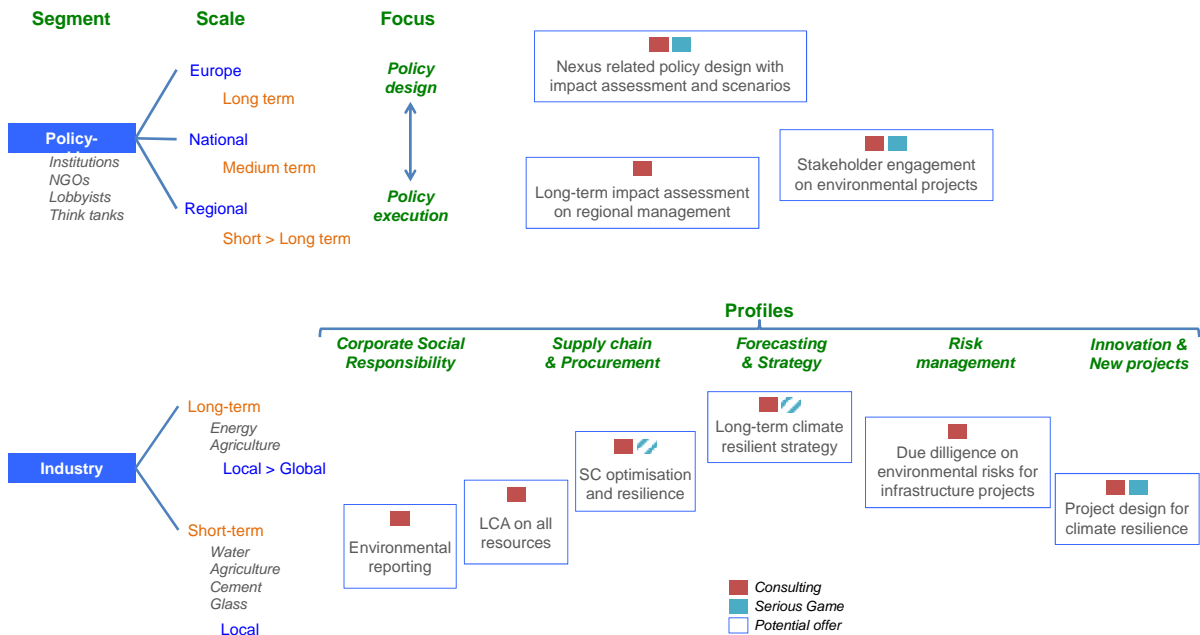 Segment
Scale
Focus
Europe
Long term
Policy-
National
Institutions
NGOs
Lobbyists
Think tanks
Medium term
Regional
Short > Long term
Policy
design
Policy
execution
Nexus related policy design with
impact assessment and scenarios
Stakeholder engagement
on environmental projects
Long-term impact assessment
on regional management
Profiles
Corporate Social
Responsibility
Supply chain
& Procurement
Forecasting
& Strategy
Risk
management
Innovation &
New projects
Industry
Long-term
Energy
Agriculture
Local > Global
Short-term
Water
Agriculture
Cement
Glass
Local
Environmental
reporting
LCA on all
resources
SC optimisation
and resilience
Long-term climate
resilient strategy
Due dilligence on
environmental risks for
infrastructure projects
Project design for
climate resilience
Consulting
Serious Game
Potential offer